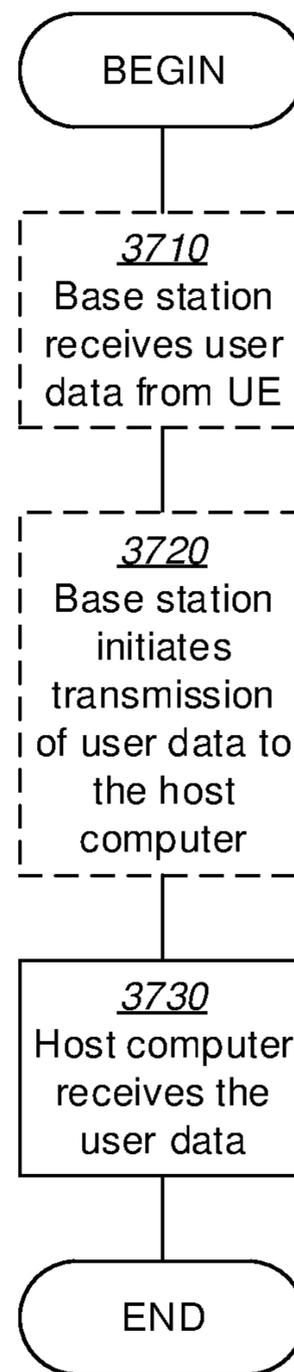 BEGIN
3710
Base station
receives user
data from UE
3720
Base station
initiates
transmission
of user data to
the host
computer
3730
Host computer
receives the
user data
END